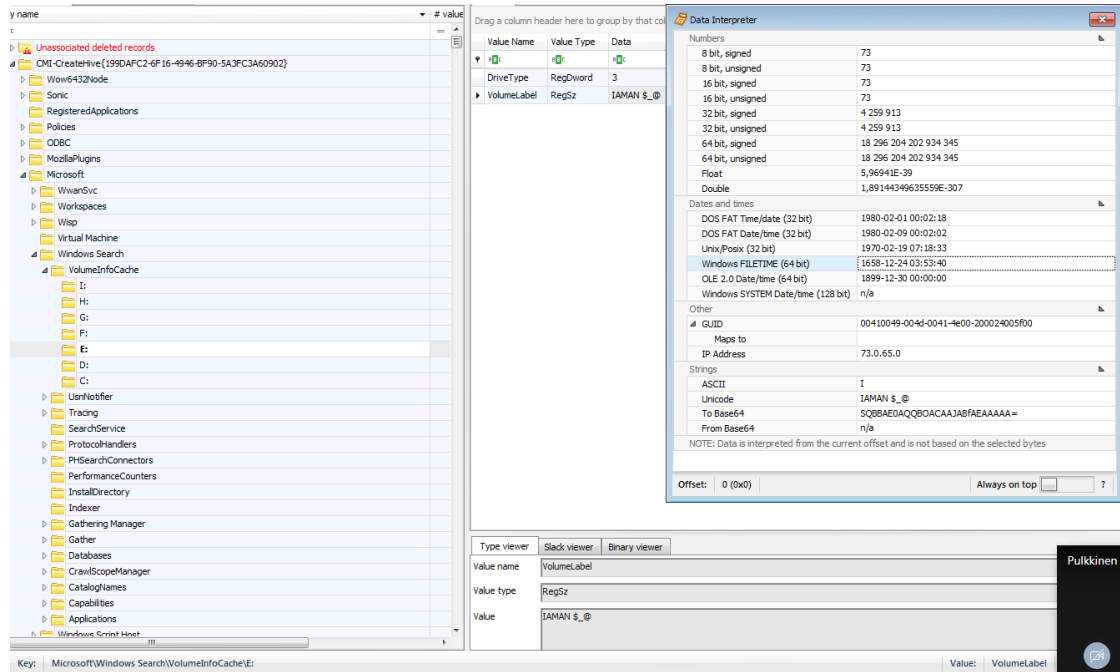 y name
# value
c
=
Unassociated deleted records
CMI-CreateHive{199DAFC2-6F16-4946-BF90-5A3FC3A60902}
Wow6432Node
Sonic
RegisteredApplications
Policies
ODBC
MozillaPlugins
Microsoft
WwanSvc
Workspaces
Wisp
Virtual Machine
Windows Search
VolumeInfoCache
I:
H:
G:
F:
E:
D:
C:
UsnNotifier
Tracing
SearchService
ProtocolHandlers
PHSearchConnectors
PerformanceCounters
InstallDirectory
Indexer
Gathering Manager
Gather
Databases
CrawlScopeManager
CatalogNames
Capabilities
Applications
Windows Script Host
Drag a column header here to group by that col
Value Name Value Type Data
DriveType RegDword 3
VolumeLabel RegSz IAMAN $_@
Data Interpreter
Numbers
8 bit, signed 73
8 bit, unsigned 73
16 bit, signed 73
16 bit, unsigned 73
32 bit, signed 4 259 913
32 bit, unsigned 4 259 913
64 bit, signed 18 296 204 202 934 345
64 bit, unsigned 18 296 204 202 934 345
Float 5,96941E-39
Double 1,89144349635559E-307
Dates and times
DOS FAT Time/date (32 bit) 1980-02-01 00:02:18
DOS FAT Date/time (32 bit) 1980-02-09 00:02:02
Unix/Posix (32 bit) 1970-02-19 07:18:33
Windows FILETIME (64 bit) 1658-12-24 03:53:40
OLE 2.0 Date/time (64 bit) 1899-12-30 00:00:00
Windows SYSTEM Date/time (128 bit) n/a
Other
GUID 00410049-004d-0041-4e00-200024005f00
Maps to
IP Address 73.0.65.0
Strings
ASCII I
Unicode IAMAN $_@
To Base64 SQBBAE0AQQBOACAAJABfAEAAAAA=
From Base64 n/a
NOTE: Data is interpreted from the current offset and is not based on the selected bytes
Offset: 0 (0x0) Always on top ?
Type viewer Slack viewer Binary viewer
Value name VolumeLabel
Value type RegSz
Value IAMAN $_@
Pulkkinen
Key: Microsoft\Windows Search\VolumeInfoCache\E: Value: VolumeLabel